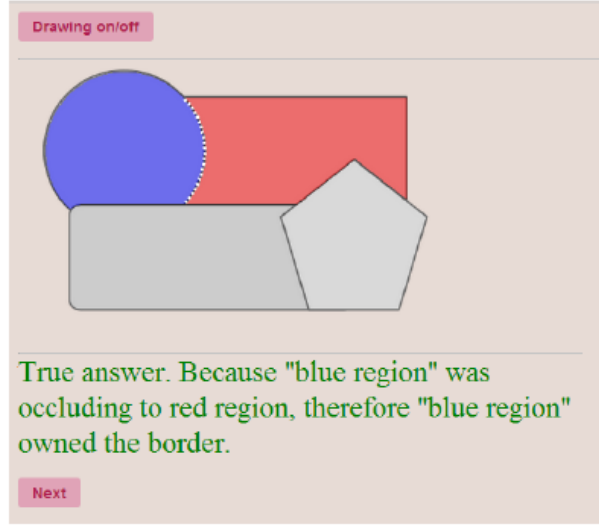 Drawing on/off
True answer. Because "blue region" was
occluding to red region, therefore "blue region"
owned the border.
Next